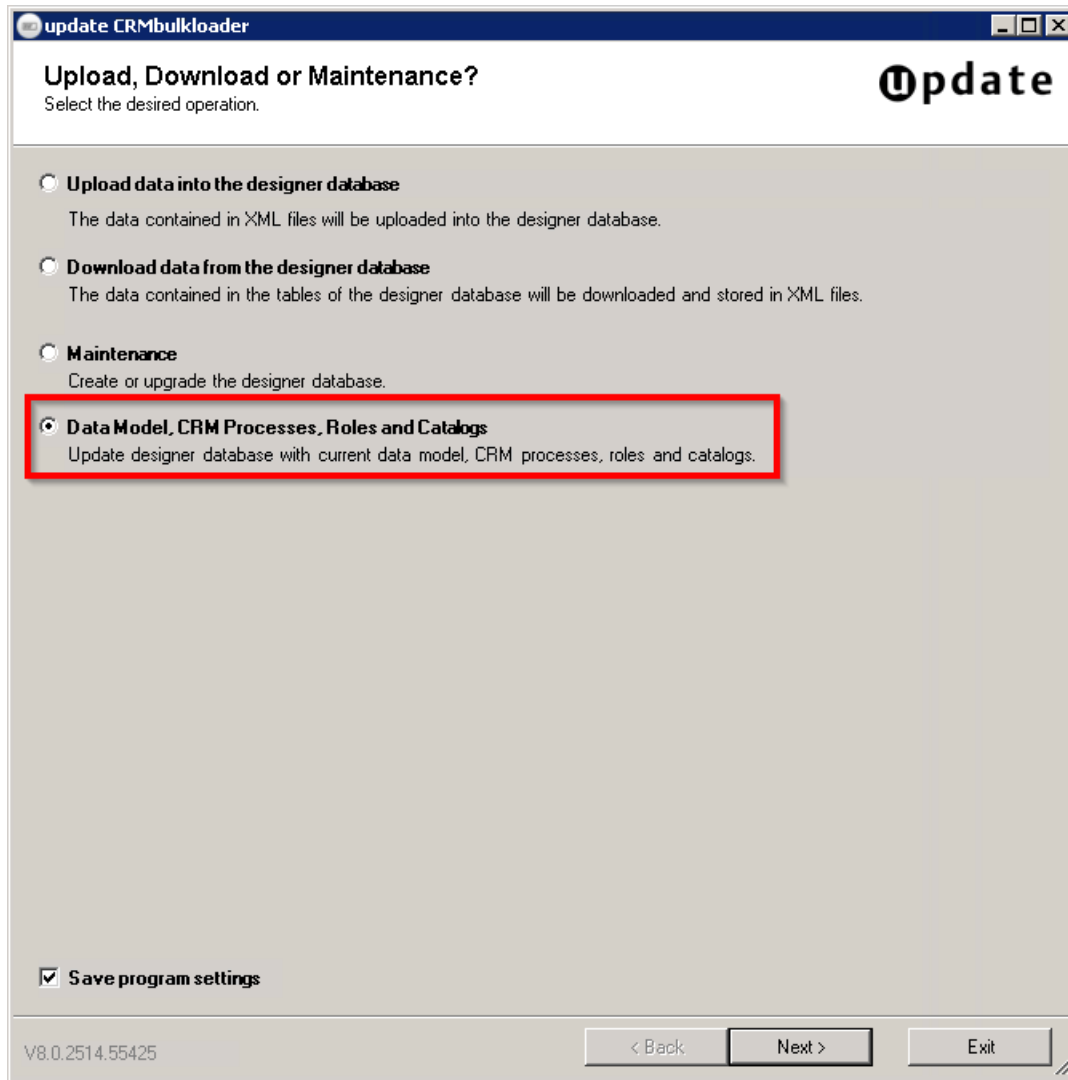 update CRMbulkloader
Upload, Download or Maintenance?
Select the desired operation.
update
Upload data into the designer database
The data contained in XML files will be uploaded into the designer database.
Download data from the designer database
The data contained in the tables of the designer database will be downloaded and stored in XML files.
Maintenance
Create or upgrade the designer database.
Data Model, CRM Processes, Roles and Catalogs
Update designer database with current data model, CRM processes, roles and catalogs.
Save program settings
V8.0.2514.55425
< Back
Next >
Exit